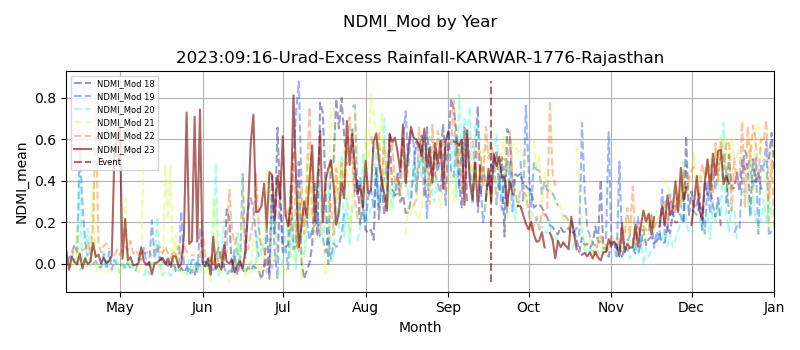 NDMI_Mod by Year
2023:09:16-Urad-Excess Rainfall-KARWAR-1776-Rajasthan
NDMI_Mod 18
NDMI_Mod 19
NDMI_Mod 20
NDMI_Mod 21
NDMI_Mod 22
NDMI_Mod 23
Event
NDMI_mean
0.8
0.6
0.4
0.2
0.0
May Jun Jul Aug Sep Oct Nov Dec Jan
Month